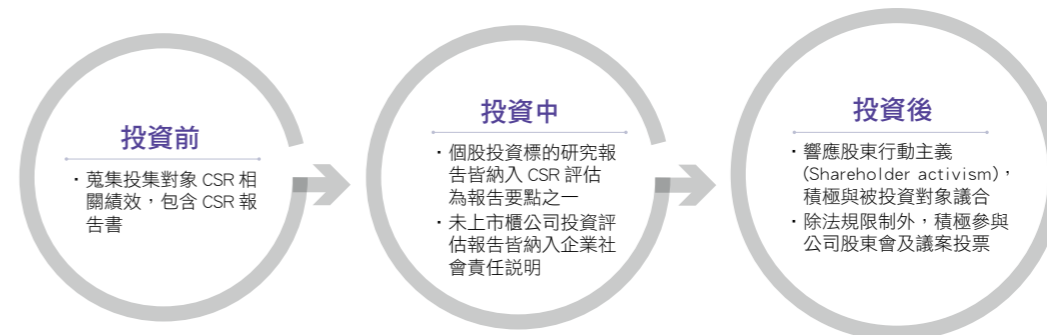 投資前
・蒐集投集對象 CSR 相
關績效，包含 CSR 報
告書
投資中
・個股投資標的研究報
告皆納入 CSR 評估
為報告要點之一
・未上市櫃公司投資評
估報告皆納入企業社
會責任説明
投資後
・響應股東行動主義
(Shareholder activism)，
積極與被投資對象議合
・除法規限制外，積極參與
公司股東會及議案投票